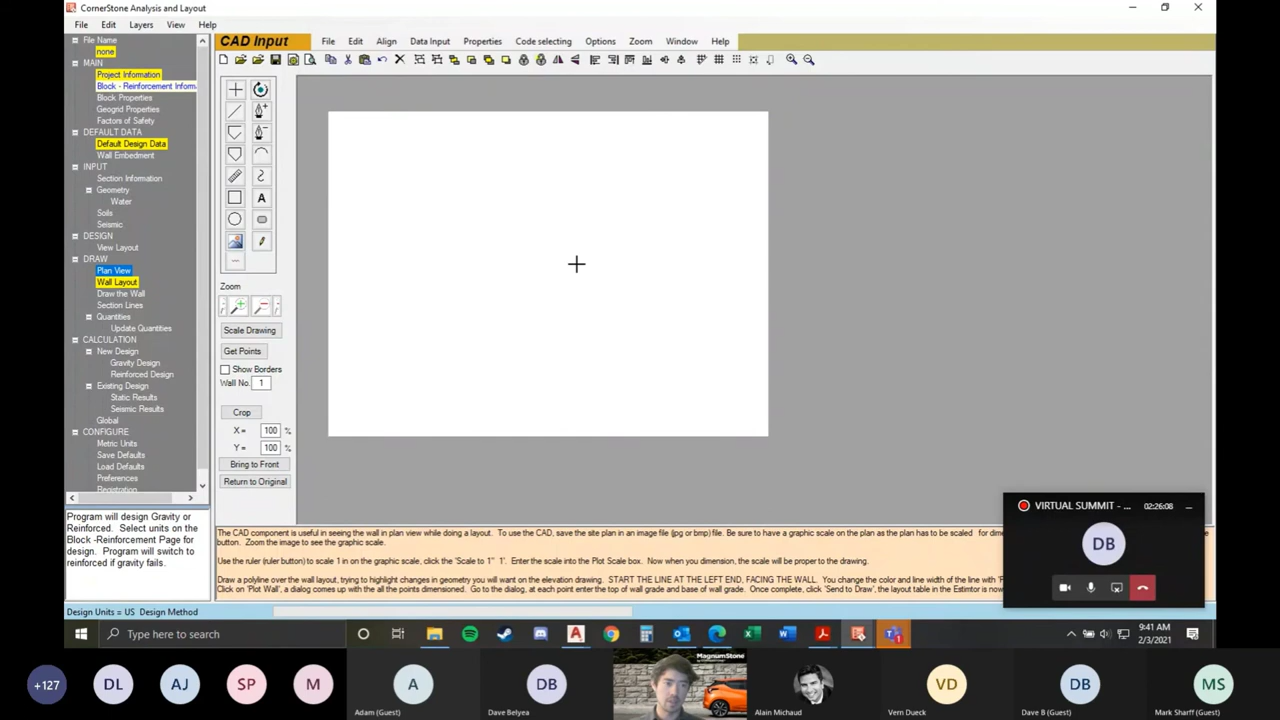 CornerStone Analysis and Layout
File Edit Layers View Help
File Name
none
MAIN
Project Information
Block - Reinforcement Inform
Block Properties
Geogrid Properties
Factors of Safety
DEFAULT DATA
Default Design Data
Wall Embedment
INPUT
Section Information
Geometry
Water
Soils
Seismic
DESIGN
View Layout
DRAW
Plan View
Wall Layout
Draw the Wall
Section Lines
Quantities
Update Quantities
CALCULATION
New Design
Gravity Design
Reinforced Design
Existing Design
Static Results
Seismic Results
Global
CONFIGURE
Metric Units
Save Defaults
Load Defaults
Preferences
Registration
Program will design Gravity or
Reinforced. Select units on the
Block -Reinforcement Page for
design. Program will switch to
reinforced if gravity fails.
Design Units = US Design Method
CAD Input
File Edit Align Data Input Properties Code selecting Options Zoom Window Help
A
Zoom
Scale Drawing
Get Points
Show Borders
Wall No. 1
Crop
X = 100 %
Y = 100 %
Bring to Front
Return to Original
The CAD component is useful in seeing the wall in plan view while doing a layout. To use the CAD, save the site plan in an image file (jpg or bmp) file. Be sure to have a graphic scale on the plan as the plan has to be scaled for dim
button. Zoom the image to see the graphic scale.
Use the ruler (ruler button) to scale 1 in on the graphic scale, click the 'Scale to 1" 1'. Enter the scale into the Plot Scale box. Now when you dimension, the scale will be proper to the drawing.
Draw a polyline over the wall layout, trying to highlight changes in geometry you will want on the elevation drawing. START THE LINE AT THE LEFT END, FACING THE WALL. You change the color and line width of the line with 'P
Click on 'Plot Wall', a dialog comes up with the all the points dimensioned. Go to the dialog, at each point enter the top of wall grade and base of wall grade. Once complete, click 'Send to Draw', the layout table in the Estimtor is now
VIRTUAL SUMMIT - ... 02:26:08
DB
Type here to search
9:41 AM
2/3/2021
+127 DL AJ SP M
A
Adam (Guest)
DB
Dave Belyea
MAGNUMSTONE
Alain Michaud
VD
Vern Dueck
DB
Dave B (Guest)
MS
Mark Sharff (Guest)